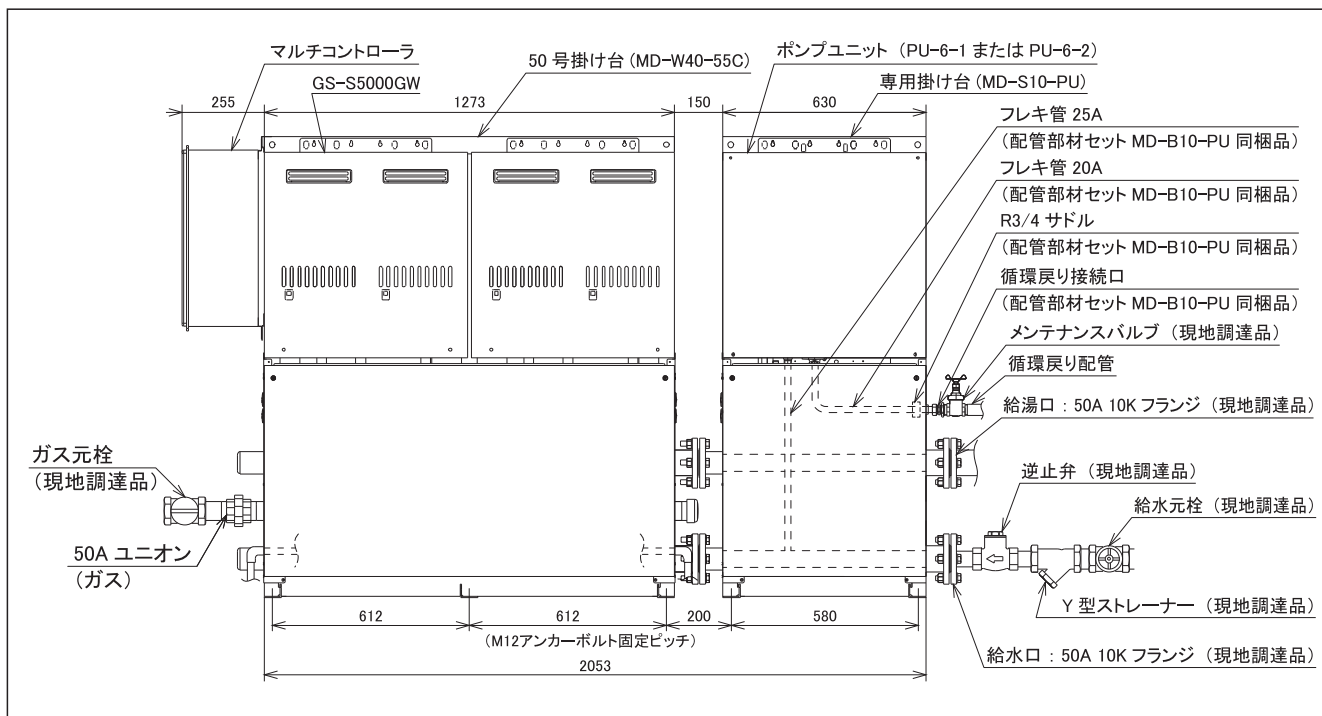 マルチコントローラ
GS-S5000GW
50 号掛け台 (MD-W40-55C)
ポンプユニット (PU-6-1 または PU-6-2)
専用掛け台 (MD-S10-PU)
255
1273
150
630
フレキ管 25A
(配管部材セット MD-B10-PU 同梱品)
フレキ管 20A
(配管部材セット MD-B10-PU 同梱品)
R3/4 サドル
(配管部材セット MD-B10-PU 同梱品)
循環戻り接続口
(配管部材セット MD-B10-PU 同梱品)
メンテナンスバルブ (現地調達品)
循環戻り配管
給湯口 : 50A 10K フランジ (現地調達品)
ガス元栓
(現地調達品)
逆止弁 (現地調達品)
給水元栓 (現地調達品)
50A ユニオン
(ガス)
Y 型ストレーナー (現地調達品)
612
612
200
580
(M12アンカーボルト固定ピッチ)
給水口 : 50A 10K フランジ (現地調達品)
2053